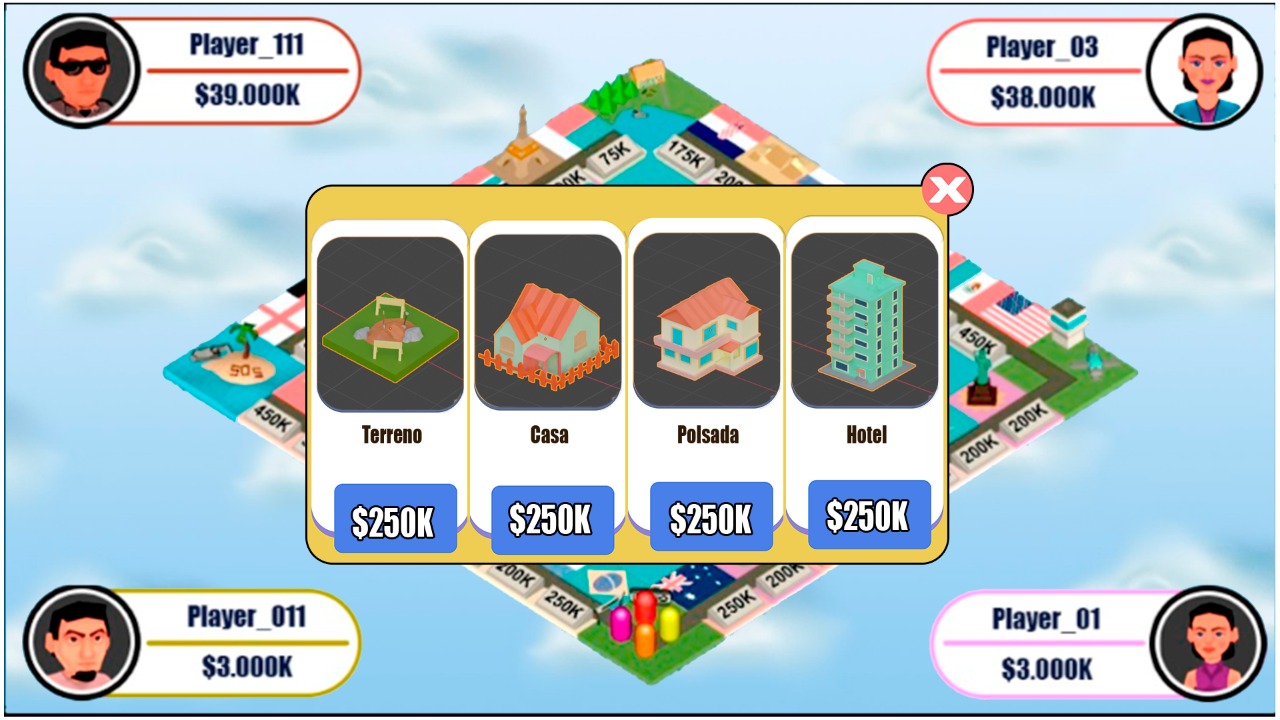 Player_111
$39.000K
Player_03
$38.000K
75K
175K
Terreno
Casa
Polsada
Hotel
$250K
$250K
$250K
$250K
SOS
450K
450K
200K
200K
200K
250K
250K
200K
Player_011
$3.000K
Player_01
$3.000K